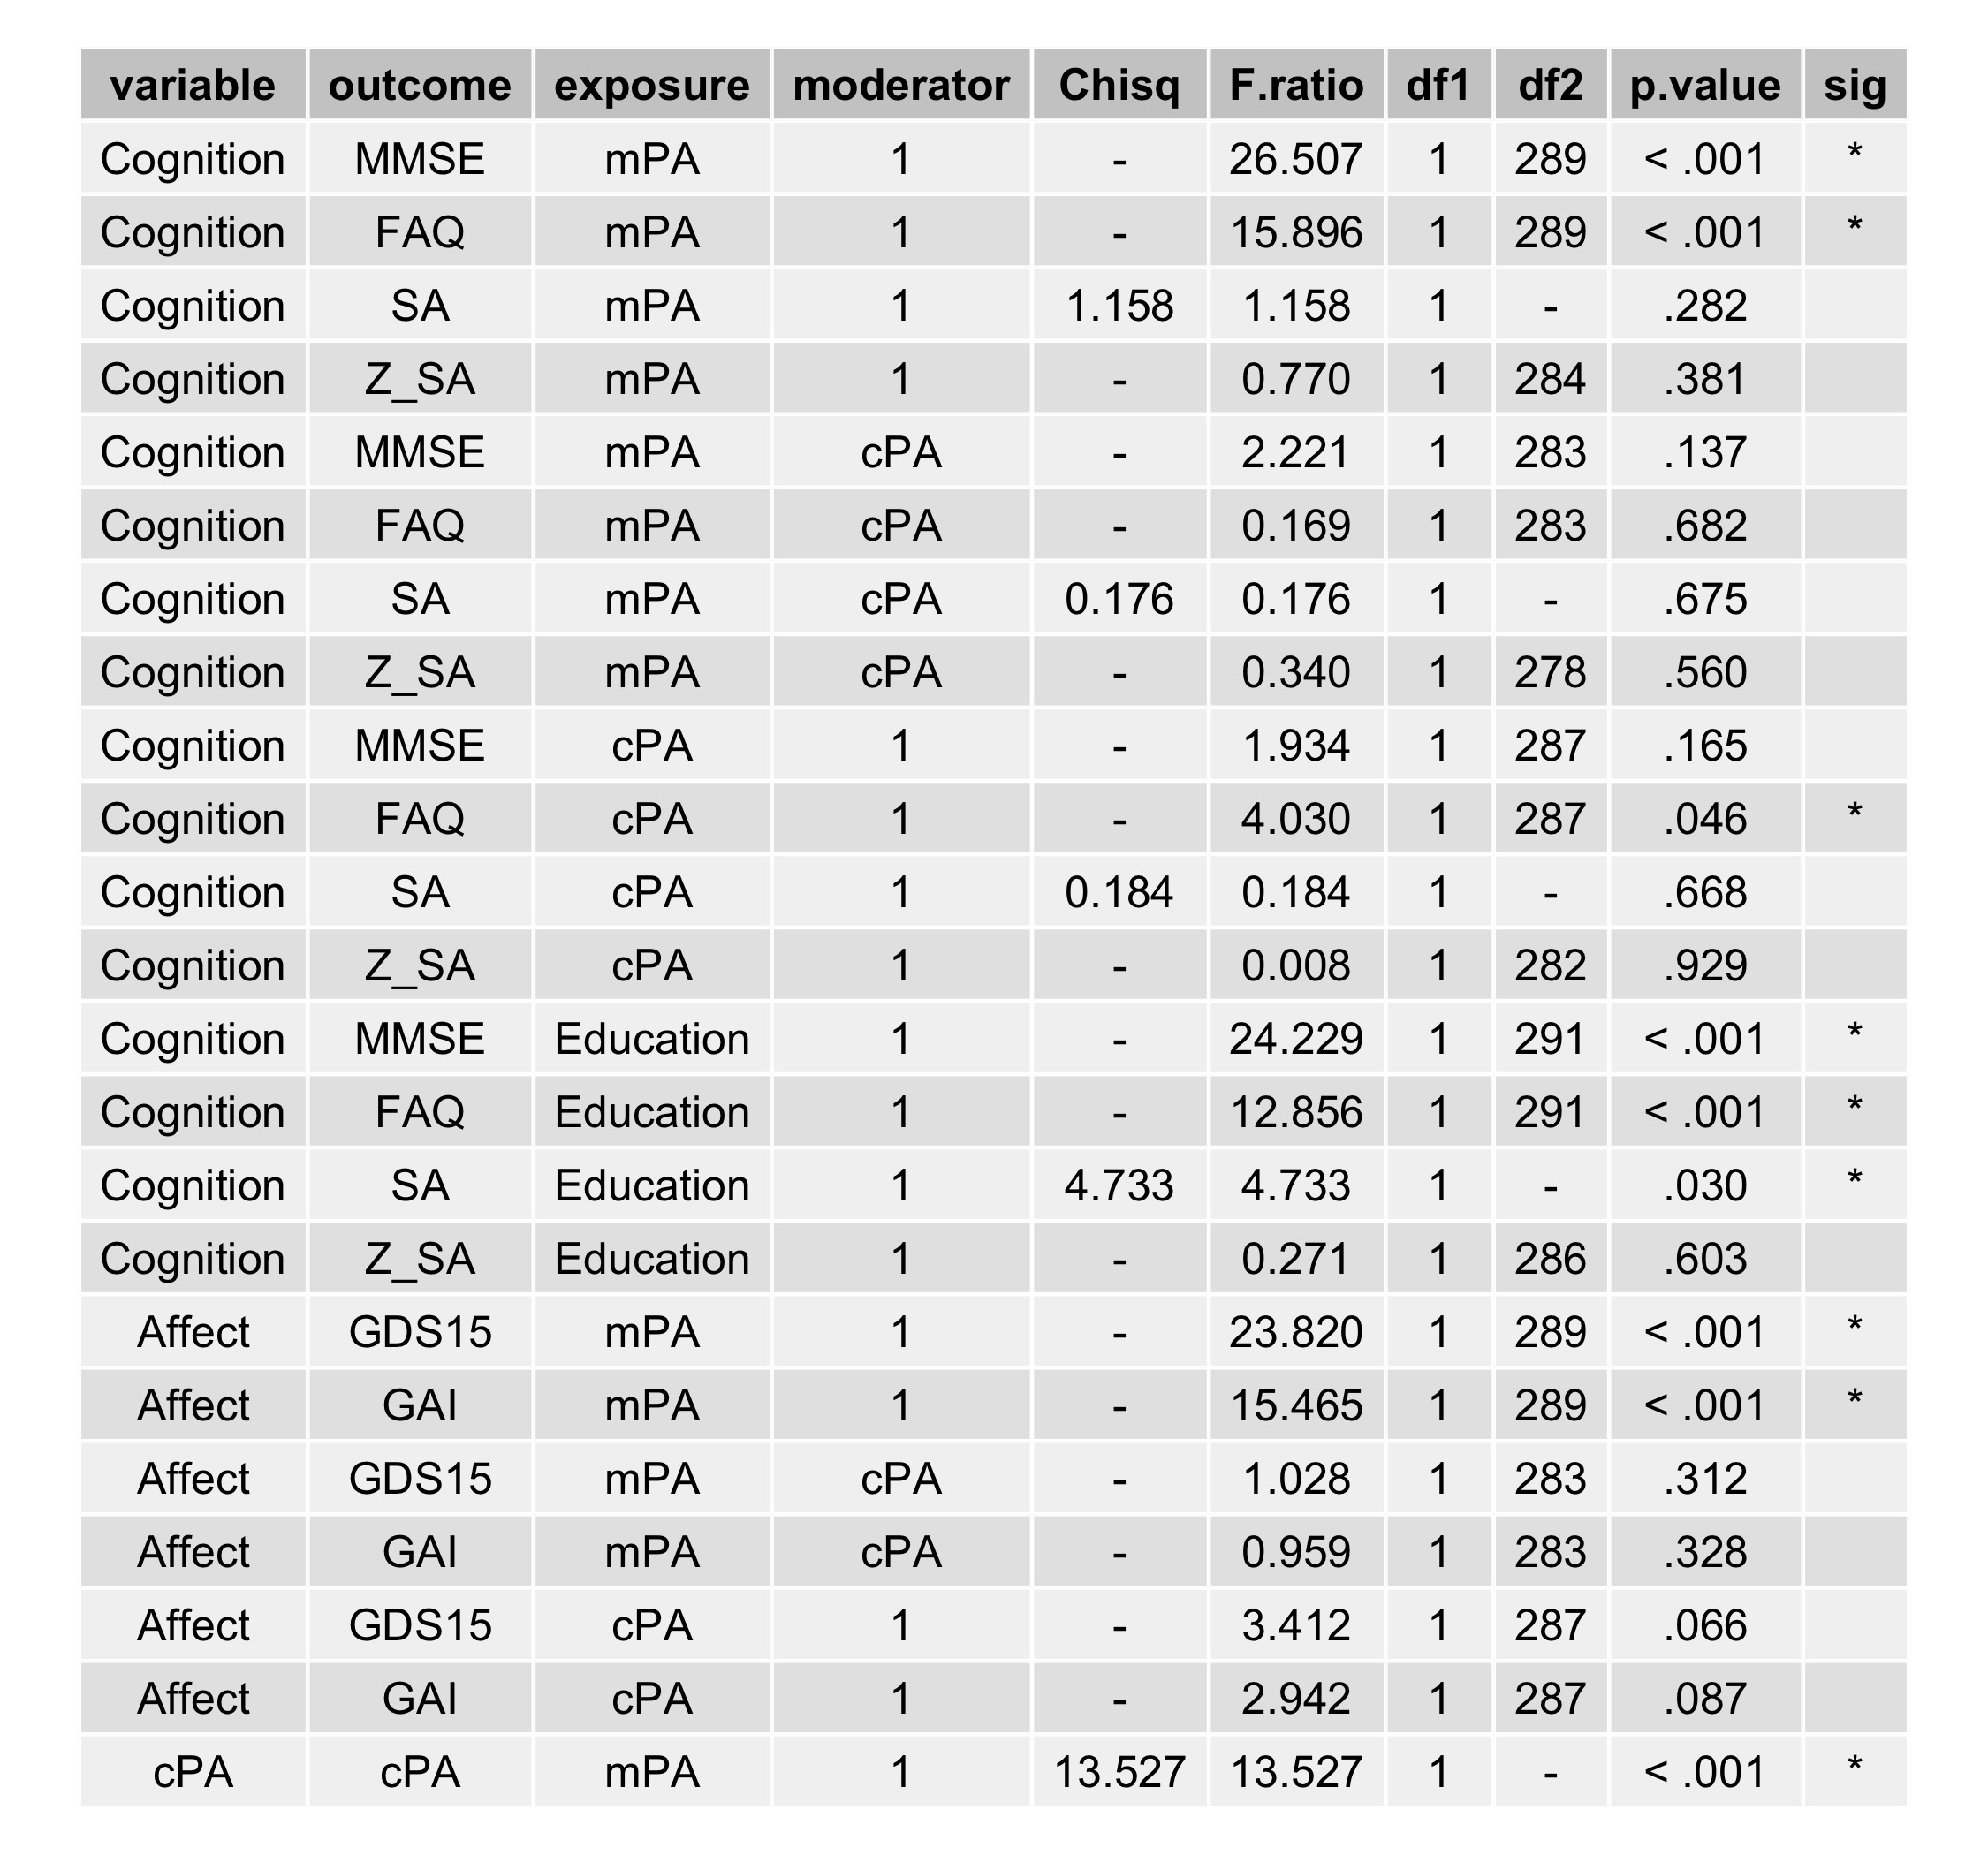 variable outcome exposure moderator Chisq F.ratio df1 df2 p.value sig
Cognition MMSE mPA 1 - 26.507 1 289 < .001 *
Cognition FAQ mPA 1 - 15.896 1 289 < .001 *
Cognition SA mPA 1 1.158 1.158 1 - .282
Cognition Z_SA mPA 1 - 0.770 1 284 .381
Cognition MMSE mPA cPA - 2.221 1 283 .137
Cognition FAQ mPA cPA - 0.169 1 283 .682
Cognition SA mPA cPA 0.176 0.176 1 - .675
Cognition Z_SA mPA cPA - 0.340 1 278 .560
Cognition MMSE cPA 1 - 1.934 1 287 .165
Cognition FAQ cPA 1 - 4.030 1 287 .046 *
Cognition SA cPA 1 0.184 0.184 1 - .668
Cognition Z_SA cPA 1 - 0.008 1 282 .929
Cognition MMSE Education 1 - 24.229 1 291 < .001 *
Cognition FAQ Education 1 - 12.856 1 291 < .001 *
Cognition SA Education 1 4.733 4.733 1 - .030 *
Cognition Z_SA Education 1 - 0.271 1 286 .603
Affect GDS15 mPA 1 - 23.820 1 289 < .001 *
Affect GAI mPA 1 - 15.465 1 289 < .001 *
Affect GDS15 mPA cPA - 1.028 1 283 .312
Affect GAI mPA cPA - 0.959 1 283 .328
Affect GDS15 cPA 1 - 3.412 1 287 .066
Affect GAI cPA 1 - 2.942 1 287 .087
cPA cPA mPA 1 13.527 13.527 1 - < .001 *